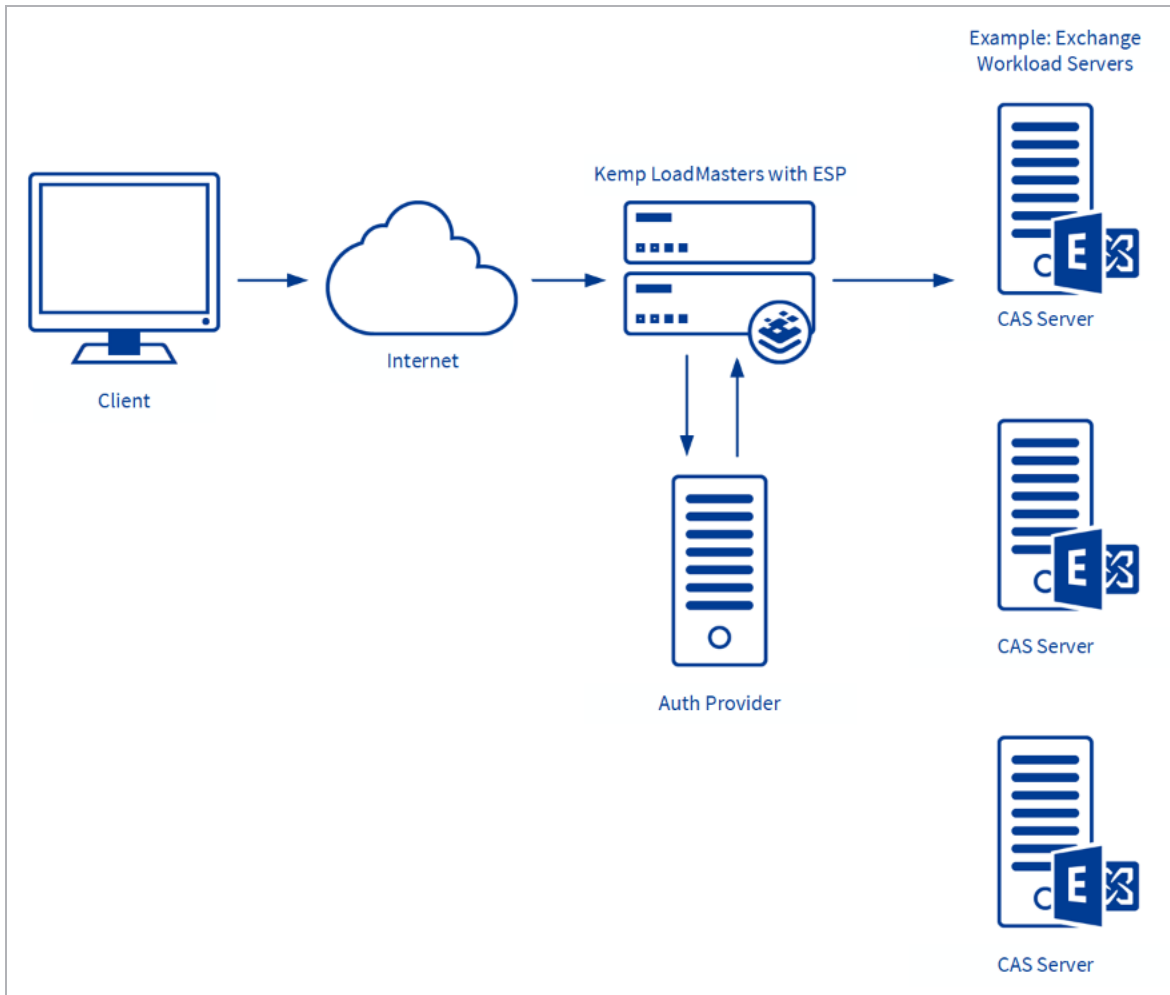 Example: Exchange
Workload Servers
Kemp LoadMasters with ESP
CAS Server
Internet
Client
CAS Server
Auth Provider
CAS Server